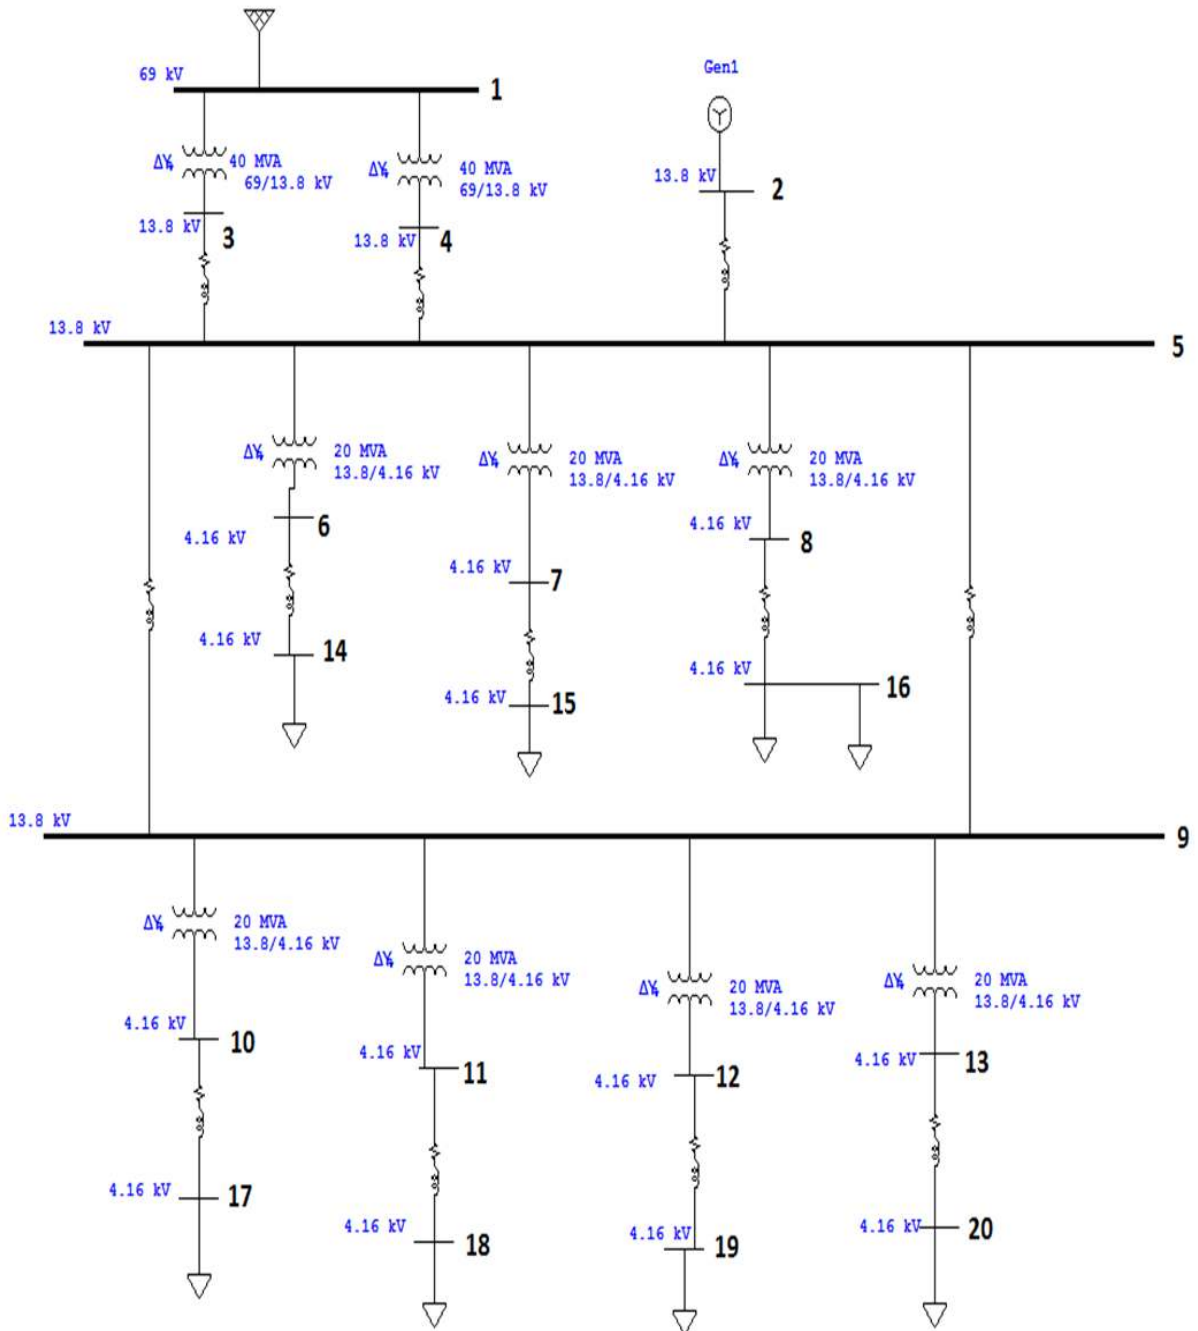 Gen1
69 kV
1
ΔY
40 MVA
69/13.8 kV
ΔY
40 MVA
69/13.8 kV
13.8 kV
2
13.8 kV
3
13.8 kV
4
13.8 kV
5
ΔY
20 MVA
13.8/4.16 kV
ΔY
20 MVA
13.8/4.16 kV
ΔY
20 MVA
13.8/4.16 kV
4.16 kV
6
4.16 kV
7
4.16 kV
8
4.16 kV
14
4.16 kV
15
4.16 kV
16
13.8 kV
9
ΔY
20 MVA
13.8/4.16 kV
ΔY
20 MVA
13.8/4.16 kV
ΔY
20 MVA
13.8/4.16 kV
ΔY
20 MVA
13.8/4.16 kV
4.16 kV
10
4.16 kV
11
4.16 kV
12
4.16 kV
13
4.16 kV
17
4.16 kV
18
4.16 kV
19
4.16 kV
20